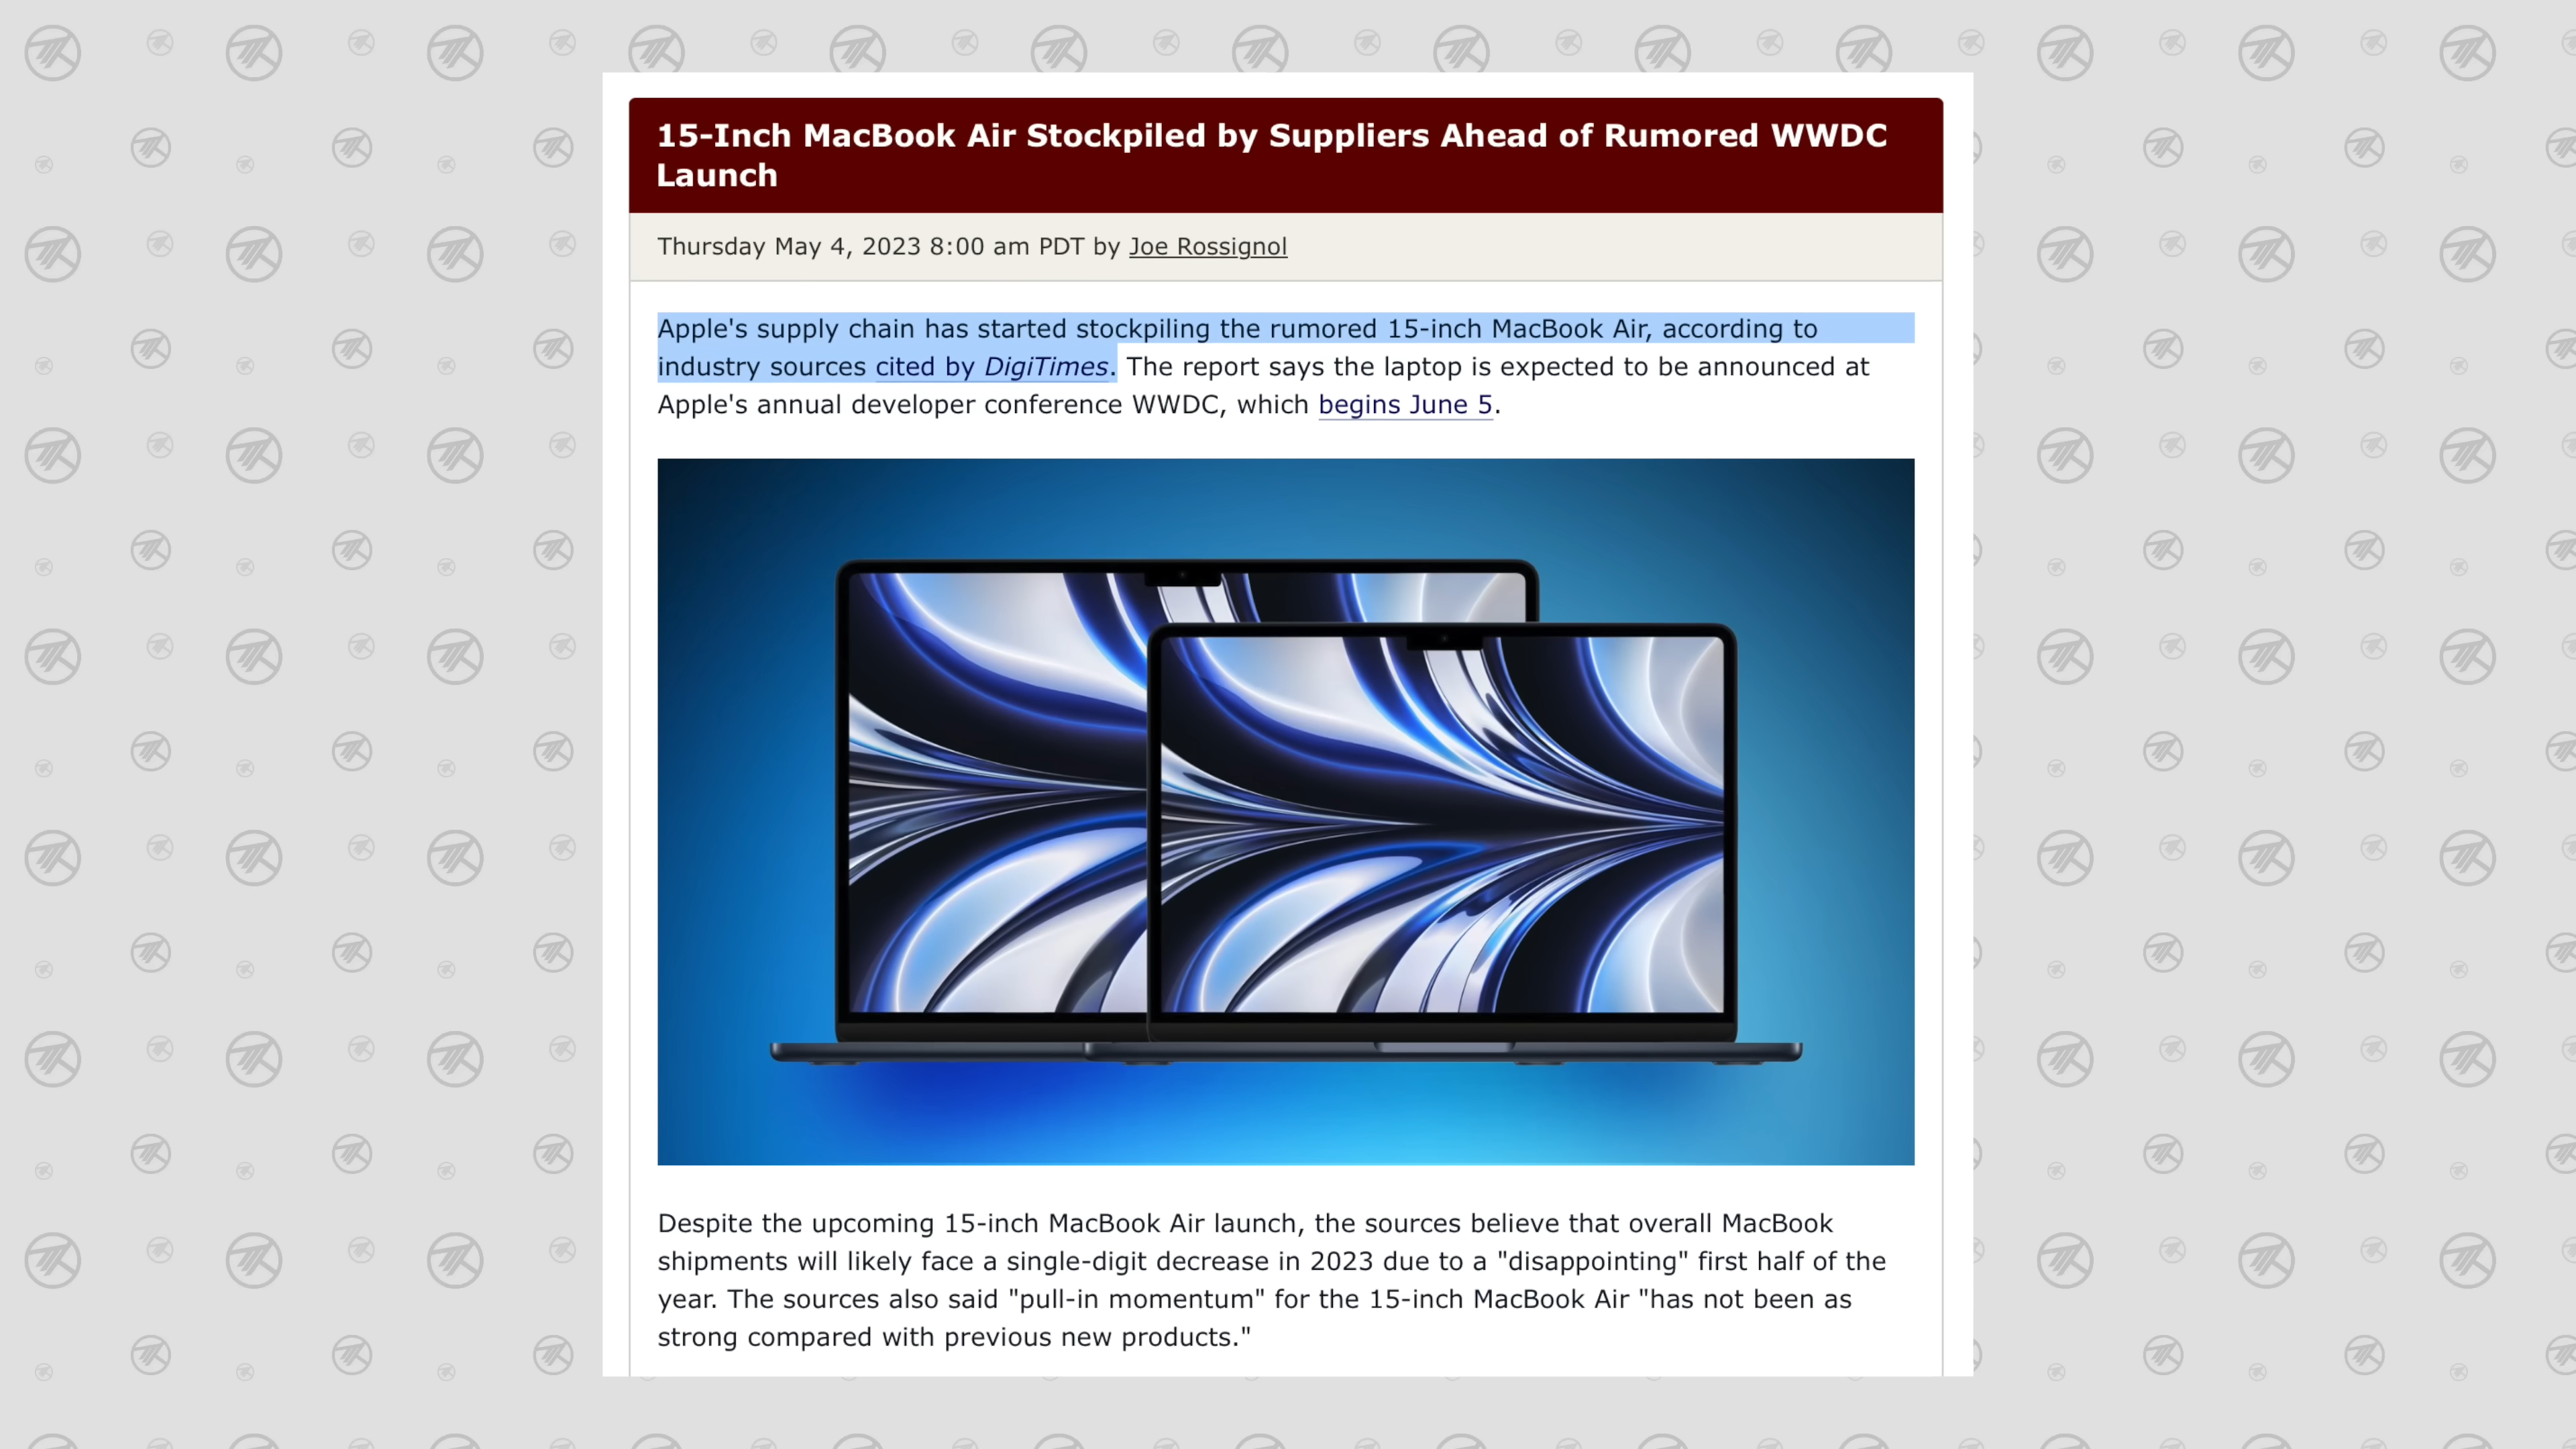 15-Inch MacBook Air Stockpiled by Suppliers Ahead of Rumored WWDC
Launch
Thursday May 4, 2023 8:00 am PDT by Joe Rossignol
Apple's supply chain has started stockpiling the rumored 15-inch MacBook Air, according to
industry sources cited by DigiTimes. The report says the laptop is expected to be announced at
Apple's annual developer conference WWDC, which begins June 5.
Despite the upcoming 15-inch MacBook Air launch, the sources believe that overall MacBook
shipments will likely face a single-digit decrease in 2023 due to a "disappointing" first half of the
year. The sources also said "pull-in momentum" for the 15-inch MacBook Air "has not been as
strong compared with previous new products."